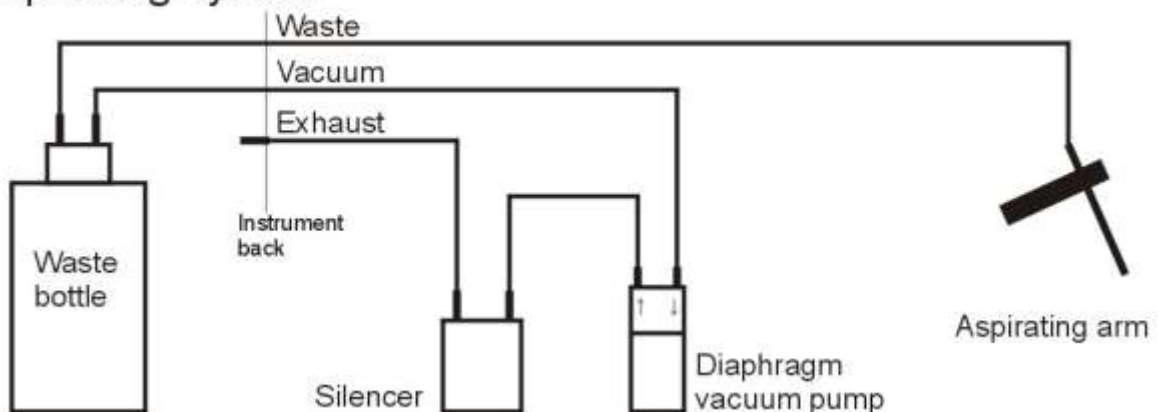 Waste
Vacuum
Exhaust
Instrument
back
Waste
bottle
Aspirating arm
Silencer
Diaphragm
vacuum pump